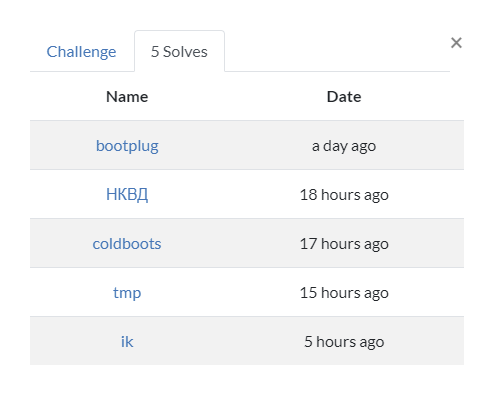 Challenge 5 Solves ×
Name Date
bootplug a day ago
НКВД 18 hours ago
coldboots 17 hours ago
tmp 15 hours ago
ik 5 hours ago